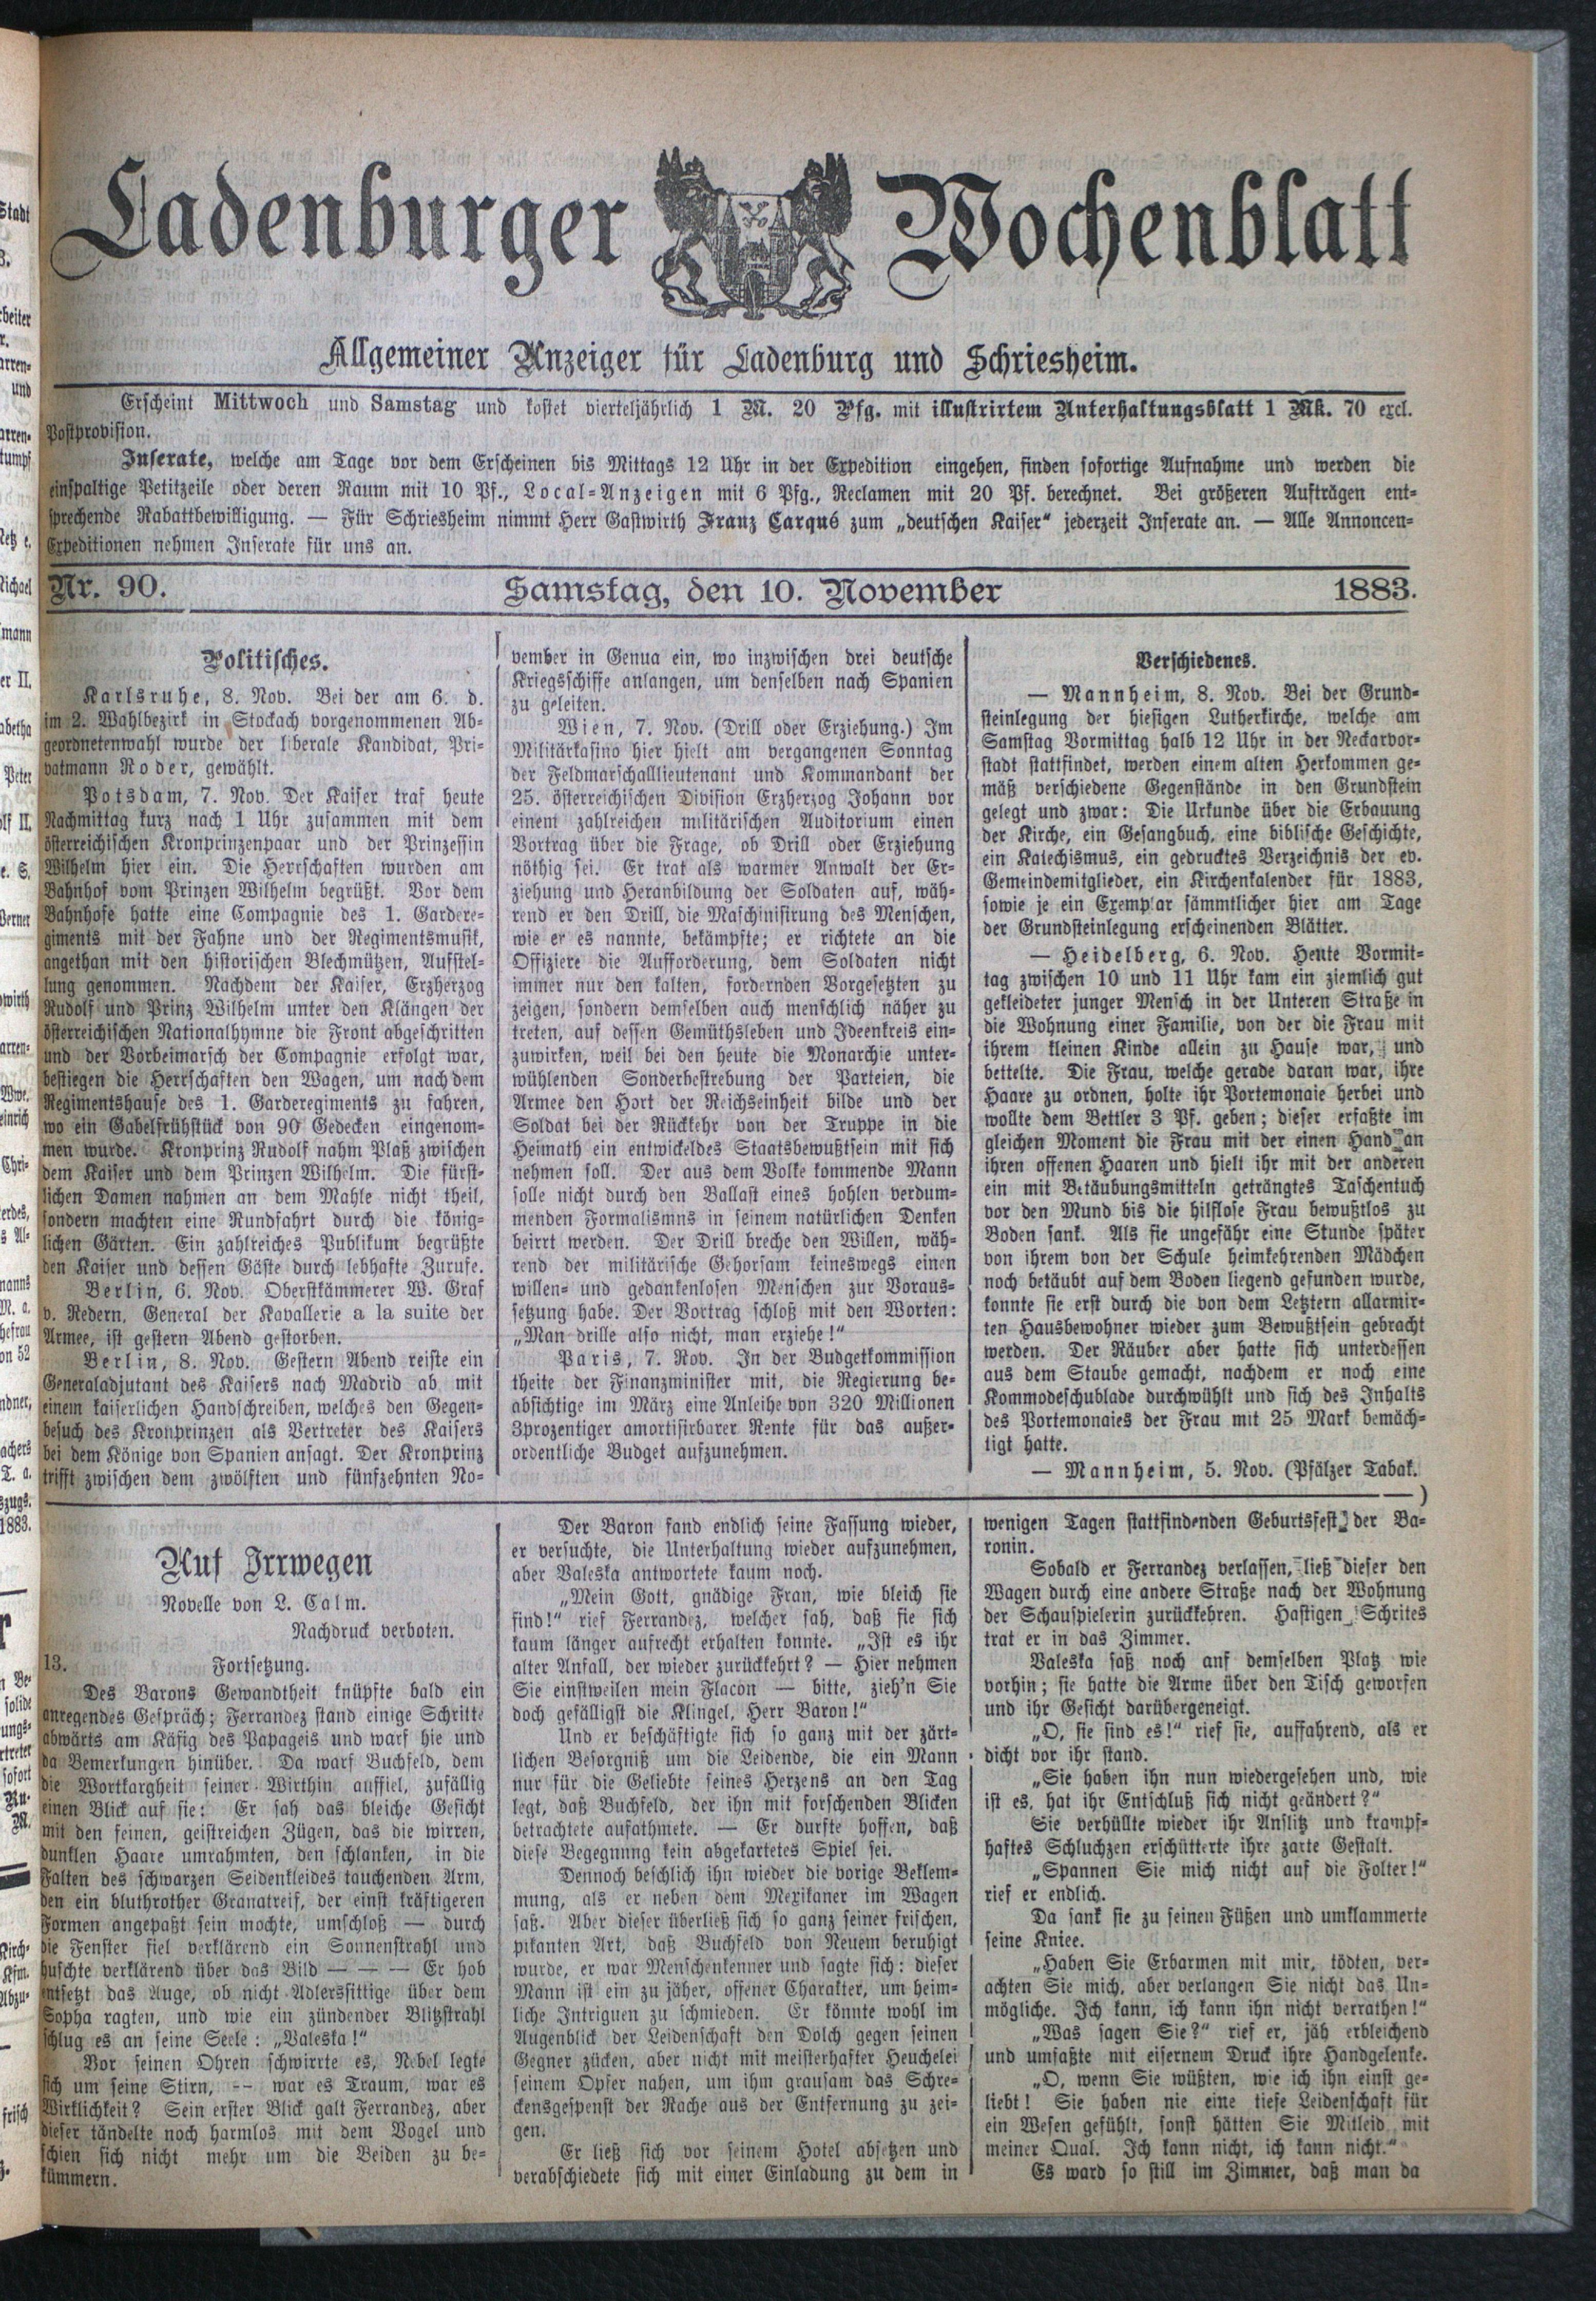 Ladenburger Wochenblatt
Allgemeiner Anzeiger für Ladenburg und Schriesheim.
Erscheint Mittwoch und Samstag und kostet vierteljährlich 1 M. 20 Pfg. mit illustrirtem Unterhaltungsblatt 1 Mk. 70 excl.
Postprovision.
Inserate, welche am Tage vor dem Erscheinen bis Mittags 12 Uhr in der Expedition eingehen, finden sofortige Aufnahme und werden die
einspaltige Petitzeile oder deren Raum mit 10 Pf., Local-Anzeigen mit 6 Pfg., Reclamen mit 20 Pf. berechnet. Bei größeren Aufträgen ent-
sprechende Rabattbewilligung. — Für Schriesheim nimmt Herr Gastwirth Franz Carqué zum „deutschen Kaiser“ jederzeit Inserate an. — Alle Annoncen-
Expeditionen nehmen Inserate für uns an.
Nr. 90. Samstag, den 10. November 1883.
Politisches.
Karlsruhe, 8. Nov. Bei der am 6. d.
im 2. Wahlbezirk in Stockach vorgenommenen Ab-
geordnetenwahl wurde der liberale Kandidat, Pri-
vatmann Roder, gewählt.
Potsdam, 7. Nov. Der Kaiser traf heute
Nachmittag kurz nach 1 Uhr zusammen mit dem
österreichischen Kronprinzenpaar und der Prinzessin
Wilhelm hier ein. Die Herrschaften wurden am
Bahnhof vom Prinzen Wilhelm begrüßt. Vor dem
Bahnhofe hatte eine Compagnie des 1. Gardere-
giments mit der Fahne und der Regimentsmusik,
angethan mit den historischen Blechmützen, Aufstel-
lung genommen. Nachdem der Kaiser, Erzherzog
Rudolf und Prinz Wilhelm unter den Klängen der
österreichischen Nationalhymne die Front abgeschritten
und der Vorbeimarsch der Compagnie erfolgt war,
bestiegen die Herrschaften den Wagen, um nach dem
Regimentshause des 1. Garderegiments zu fahren,
wo ein Gabelfrühstück von 90 Gedecken eingenom-
men wurde. Kronprinz Rudolf nahm Platz zwischen
dem Kaiser und dem Prinzen Wilhelm. Die fürst-
lichen Damen nahmen an dem Mahle nicht theil,
sondern machten eine Rundfahrt durch die könig-
lichen Gärten. Ein zahlreiches Publikum begrüßte
den Kaiser und dessen Gäste durch lebhafte Zurufe.
Berlin, 6. Nov. Oberstkämmerer W. Graf
v. Redern, General der Kavallerie a la suite der
Armee, ist gestern Abend gestorben.
Berlin, 8. Nov. Gestern Abend reiste ein
Generaladjutant des Kaisers nach Madrid ab mit
einem kaiserlichen Handschreiben, welches den Gegen-
besuch des Kronprinzen als Vertreter des Kaisers
bei dem Könige von Spanien ansagt. Der Kronprinz
trifft zwischen dem zwölften und fünfzehnten No-
vember in Genua ein, wo inzwischen drei deutsche
Kriegsschiffe anlangen, um denselben nach Spanien
zu geleiten.
Wien, 7. Nov. (Drill oder Erziehung.) Im
Militärkasino hier hielt am vergangenen Sonntag
der Feldmarschalllieutenant und Kommandant der
25. österreichischen Division Erzherzog Johann vor
einem zahlreichen militärischen Auditorium einen
Vortrag über die Frage, ob Drill oder Erziehung
nöthig sei. Er trat als warmer Anwalt der Er-
ziehung und Heranbildung der Soldaten auf, wäh-
rend er den Drill, die Maschinisirung des Menschen,
wie er es nannte, bekämpfte; er richtete an die
Offiziere die Aufforderung, dem Soldaten nicht
immer nur den kalten, fordernden Vorgesetzten zu
zeigen, sondern demselben auch menschlich näher zu
treten, auf dessen Gemüthsleben und Ideenkreis ein-
zuwirken, weil bei den heute die Monarchie unter-
wühlenden Sonderbestrebung der Parteien, die
Armee den Hort der Reichseinheit bilde und der
Soldat bei der Rückkehr von der Truppe in die
Heimath ein entwickeldes Staatsbewußtsein mit sich
nehmen soll. Der aus dem Volke kommende Mann
solle nicht durch den Ballast eines hohlen verdum-
menden Formalismns in seinem natürlichen Denken
beirrt werden. Der Drill breche den Willen, wäh-
rend der militärische Gehorsam keineswegs einen
willen- und gedankenlosen Menschen zur Voraus-
setzung habe. Der Vortrag schloß mit den Worten:
„Man drille also nicht, man erziehe!“
Paris, 7. Nov. In der Budgetkommission
theite der Finanzminister mit, die Regierung be-
absichtige im März eine Anleihe von 320 Millionen
3prozentiger amortisirbarer Rente für das außer-
ordentliche Budget aufzunehmen.
Verschiedenes.
— Mannheim, 8. Nov. Bei der Grund-
steinlegung der hiesigen Lutherkirche, welche am
Samstag Vormittag halb 12 Uhr in der Neckarvor-
stadt stattfindet, werden einem alten Herkommen ge-
mäß verschiedene Gegenstände in den Grundstein
gelegt und zwar: Die Urkunde über die Erbauung
der Kirche, ein Gesangbuch, eine biblische Geschichte,
ein Katechismus, ein gedrucktes Verzeichnis der ev.
Gemeindemitglieder, ein Kirchenkalender für 1883,
sowie je ein Exemplar sämmtlicher hier am Tage
der Grundsteinlegung erscheinenden Blätter.
— Heidelberg, 6. Nov. Heute Vormit-
tag zwischen 10 und 11 Uhr kam ein ziemlich gut
gekleideter junger Mensch in der Unteren Straße in
die Wohnung einer Familie, von der die Frau mit
ihrem kleinen Kinde allein zu Hause war, und
bettelte. Die Frau, welche gerade daran war, ihre
Haare zu ordnen, holte ihr Portemonaie herbei und
wollte dem Bettler 3 Pf. geben; dieser erfaßte im
gleichen Moment die Frau mit der einen Hand an
ihren offenen Haaren und hielt ihr mit der anderen
ein mit Betäubungsmitteln geträngtes Taschentuch
vor den Mund bis die hilflose Frau bewußtlos zu
Boden sank. Als sie ungefähr eine Stunde später
von ihrem von der Schule heimkehrenden Mädchen
noch betäubt auf dem Boden liegend gefunden wurde,
konnte sie erst durch die von dem Letztern allarmir-
ten Hausbewohner wieder zum Bewußtsein gebracht
werden. Der Räuber aber hatte sich unterdessen
aus dem Staube gemacht, nachdem er noch eine
Kommodeschublade durchwühlt und sich des Inhalts
des Portemonaies der Frau mit 25 Mark bemäch-
tigt hatte.
— Mannheim, 5. Nov. (Pfälzer Tabak.
)
Auf Irrwegen
Novelle von L. Calm.
Nachdruck verboten.
13. Fortsetzung.
Des Barons Gewandtheit knüpfte bald ein
anregendes Gespräch; Ferrandez stand einige Schritte
abwärts am Käfig des Papageis und warf hie und
da Bemerkungen hinüber. Da warf Buchfeld, dem
die Wortkargheit seiner Wirthin auffiel, zufällig
einen Blick auf sie: Er sah das bleiche Gesicht
mit den feinen, geistreichen Zügen, das die wirren,
dunklen Haare umrahmten, den schlanken, in die
Falten des schwarzen Seidenkleides tauchenden Arm,
den ein bluthrother Granatreif, der einst kräftigeren
Formen angepaßt sein mochte, umschloß — durch
die Fenster fiel verklärend ein Sonnenstrahl und
huschte verklärend über das Bild — — — Er hob
entsetzt das Auge, ob nicht Adlersfittige über dem
Sopha ragten, und wie ein zündender Blitzstrahl
schlug es an seine Seele: „Valeska!“
Vor seinen Ohren schwirrte es, Nebel legte
sich um seine Stirn, -- war es Traum, war es
Wirklichkeit? Sein erster Blick galt Ferrandez, aber
dieser tändelte noch harmlos mit dem Vogel und
schien sich nicht mehr um die Beiden zu be-
kümmern.
Der Baron fand endlich seine Fassung wieder,
er versuchte, die Unterhaltung wieder aufzunehmen,
aber Valeska antwortete kaum noch.
„Mein Gott, gnädige Fran, wie bleich sie
sind!“ rief Ferrandez, welcher sah, daß sie sich
kaum länger aufrecht erhalten konnte. „Ist es ihr
alter Anfall, der wieder zurückkehrt? — Hier nehmen
Sie einstweilen mein Flacon — bitte, zieh'n Sie
doch gefälligst die Klingel, Herr Baron!“
Und er beschäftigte sich so ganz mit der zärt-
lichen Besorgniß um die Leidende, die ein Mann
nur für die Geliebte seines Herzens an den Tag
legt, daß Buchfeld, der ihn mit forschenden Blicken
betrachtete aufathmete. — Er durfte hoffen, daß
diese Begegnung kein abgekartetes Spiel sei.
Dennoch beschlich ihn wieder die vorige Beklem-
mung, als er neben dem Mexikaner im Wagen
saß. Aber dieser überließ sich so ganz seiner frischen,
pikanten Art, daß Buchfeld von Neuem beruhigt
wurde, er war Menschenkenner und sagte sich: dieser
Mann ist ein zu jäher, offener Charakter, um heim-
liche Intriguen zu schmieden. Er könnte wohl im
Augenblick der Leidenschaft den Dolch gegen seinen
Gegner zücken, aber nicht mit meisterhafter Heuchelei
seinem Opfer nahen, um ihm grausam das Schre-
ckensgespenst der Rache aus der Entfernung zu zei-
gen.
Er ließ sich vor seinem Hotel absetzen und
verabschiedete sich mit einer Einladung zu dem in
wenigen Tagen stattfindenden Geburtsfest der Ba-
ronin.
Sobald er Ferrandez verlassen, ließ dieser den
Wagen durch eine andere Straße nach der Wohnung
der Schauspielerin zurückkehren. Hastigen Schrites
trat er in das Zimmer.
Valeska saß noch auf demselben Platz wie
vorhin; sie hatte die Arme über den Tisch geworfen
und ihr Gesicht darübergeneigt.
„O, sie sind es!“ rief sie, auffahrend, als er
dicht vor ihr stand.
„Sie haben ihn nun wiedergesehen und, wie
ist es, hat ihr Entschluß sich nicht geändert?“
Sie verhüllte wieder ihr Anslitz und krampf-
haftes Schluchzen erschütterte ihre zarte Gestalt.
„Spannen Sie mich nicht auf die Folter!“
rief er endlich.
Da sank sie zu seinen Füßen und umklammerte
seine Kniee.
„Haben Sie Erbarmen mit mir, tödten, ver-
achten Sie mich, aber verlangen Sie nicht das Un-
mögliche. Ich kann, ich kann ihn nicht verrathen!“
„Was sagen Sie?“ rief er, jäh erbleichend
und umfaßte mit eisernem Druck ihre Handgelenke.
„O, wenn Sie wüßten, wie ich ihn einst ge-
liebt! Sie haben nie eine tiefe Leidenschaft für
ein Wesen gefühlt, sonst hätten Sie Mitleid mit
meiner Qual. Ich kann nicht, ich kann nicht.“
Es ward so still im Zimmer, daß man da